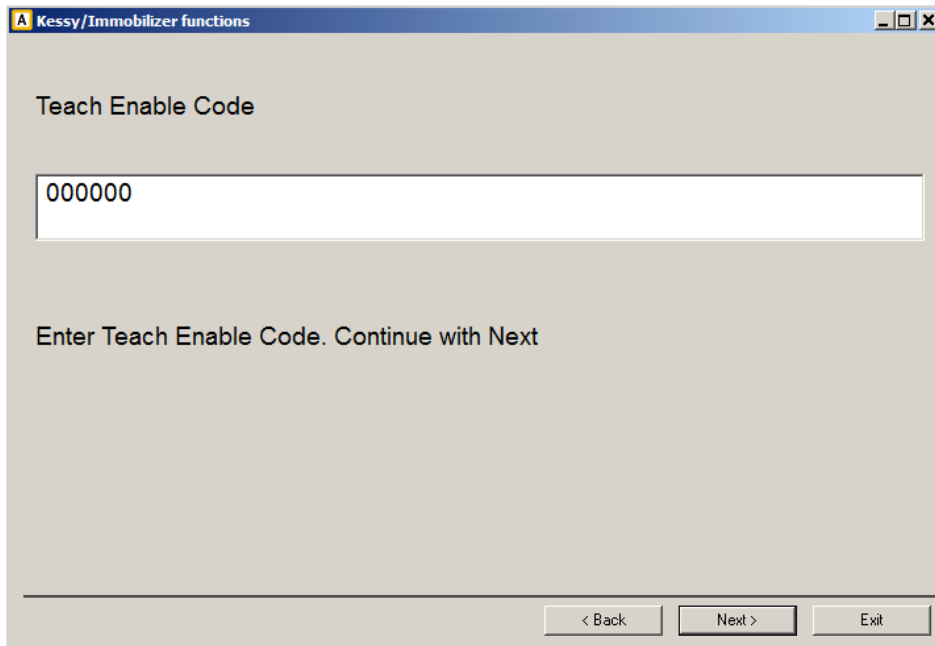 A Kessy/Immobilizer functions
Teach Enable Code
000000
Enter Teach Enable Code. Continue with Next
< Back Next > Exit